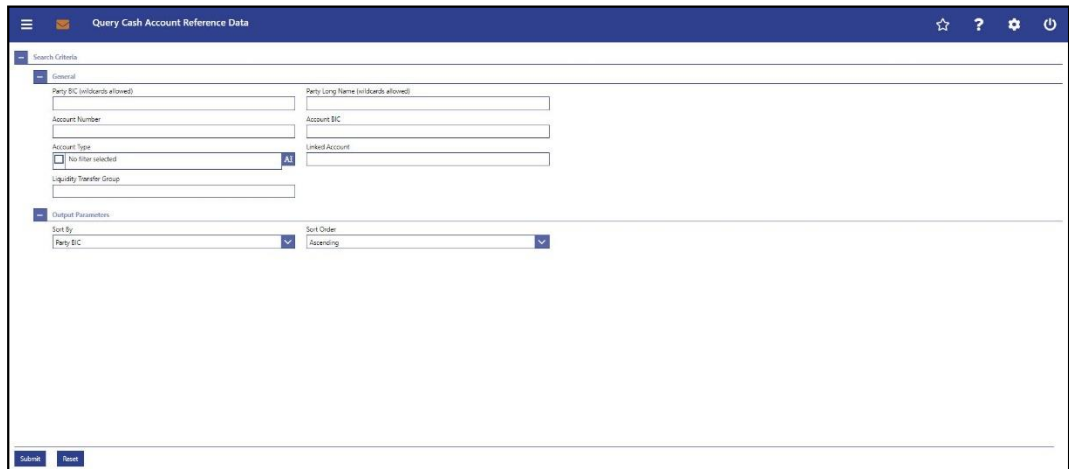 Query Cash Account Reference Data
?
Search Criteria
General
Party BIC (wildcards allowed) Party Long Name (wildcards allowed)
Account Number Account BIC
Account Type Linked Account
No filter selected AI
Liquidity Transfer Group
Output Parameters
Sort By Sort Order
Party BIC Ascending
Submit Reset